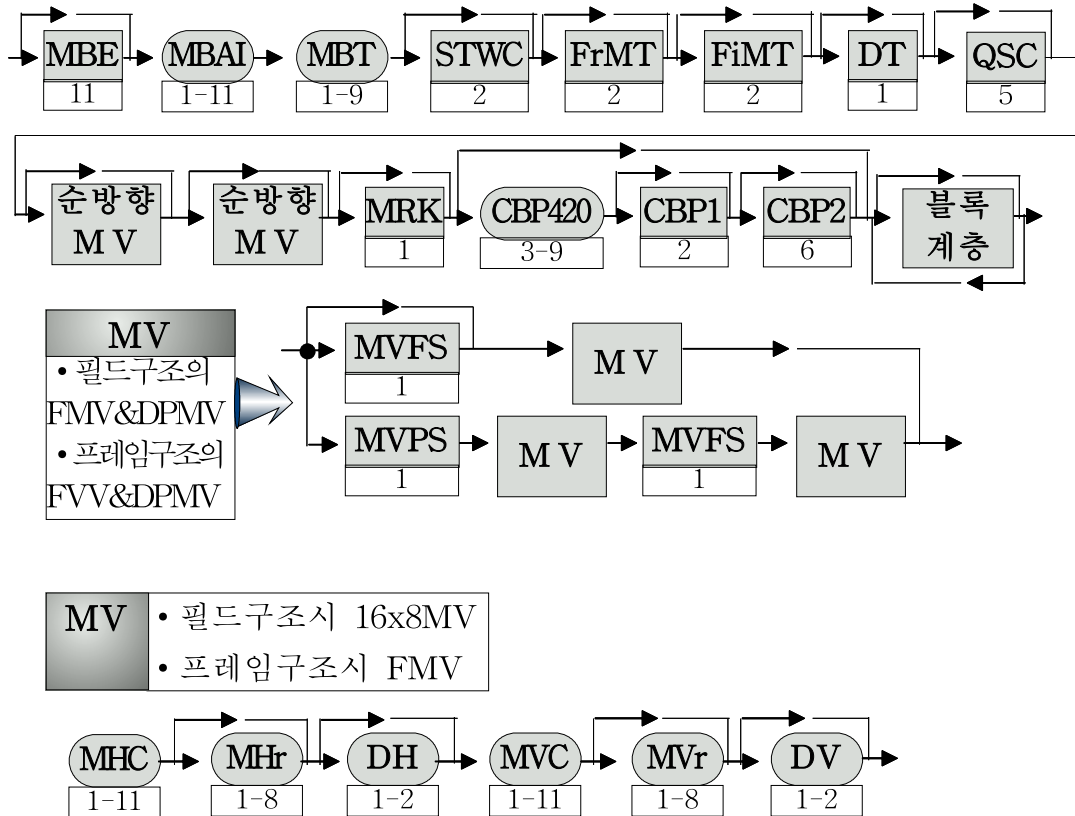 MBE MBAI MBT STWC FrMT FiMT DT QSC
11 1-11 1-9 2 2 2 1 5
순방향 순방향 MRK CBP420 CBP1 CBP2 블록
M V M V 1 3-9 2 6 계층
MV
• 필드구조의
FMV&DPMV
• 프레임구조의
FVV&DPMV
MVFS M V
1
MVPS M V MVFS M V
1 1
MV
• 필드구조시 16x8MV
• 프레임구조시 FMV
MHC MHr DH MVC MVr DV
1-11 1-8 1-2 1-11 1-8 1-2